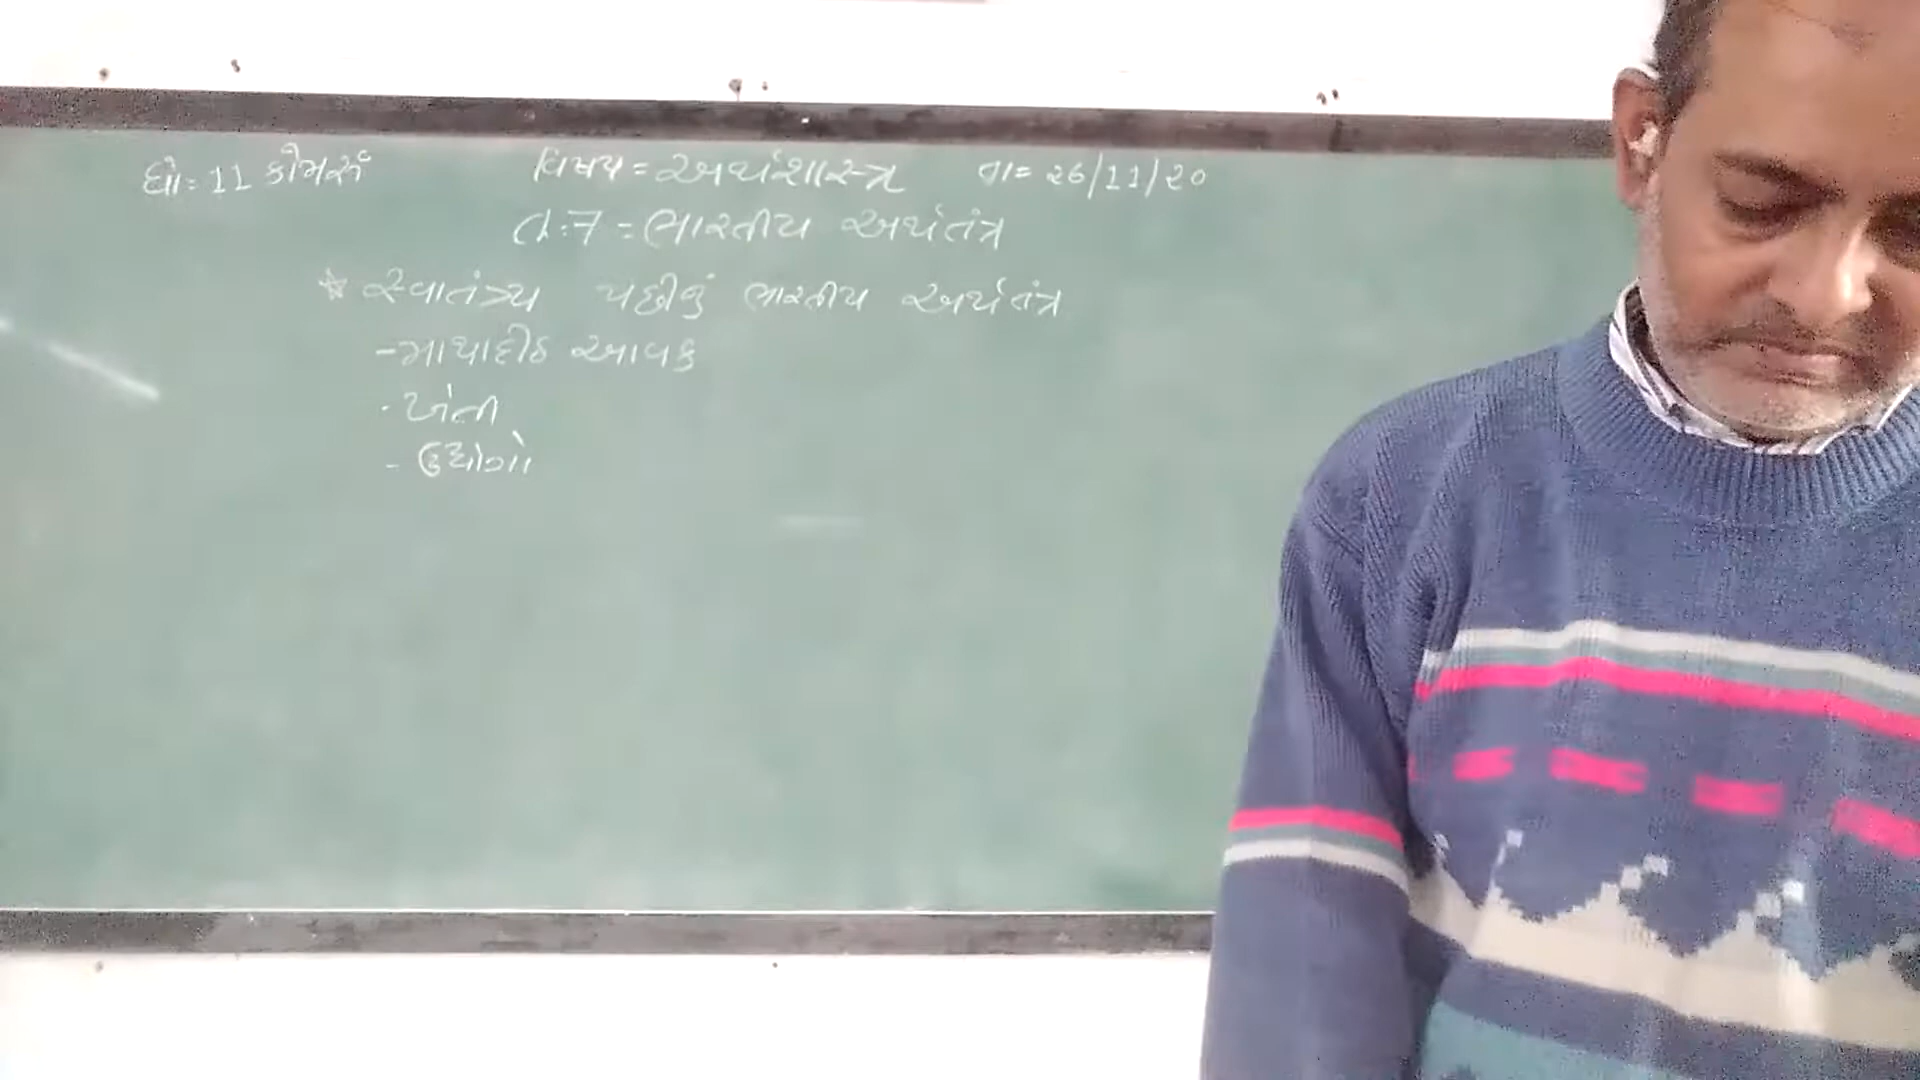 ધો:11 કોમર્સ વિષય = અર્થશાસ્ત્ર તા= 26/11/20
પા:7 = ભારતીય અર્થતંત્ર
* સ્વાતંત્ર્ય પછીનું ભારતીય અર્થતંત્ર
- માથાદીઠ આવક
- ખેતી
- ઉદ્યોગો